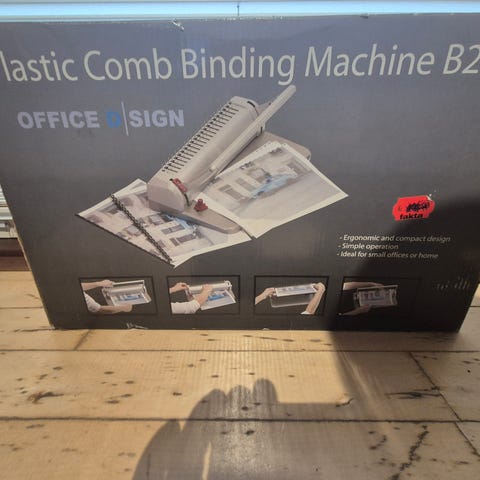 lastic Comb Binding Machine B2
OFFICE D|SIGN
fakta
- Ergonomic and compact design
- Simple operation
- Ideal for small offices or home